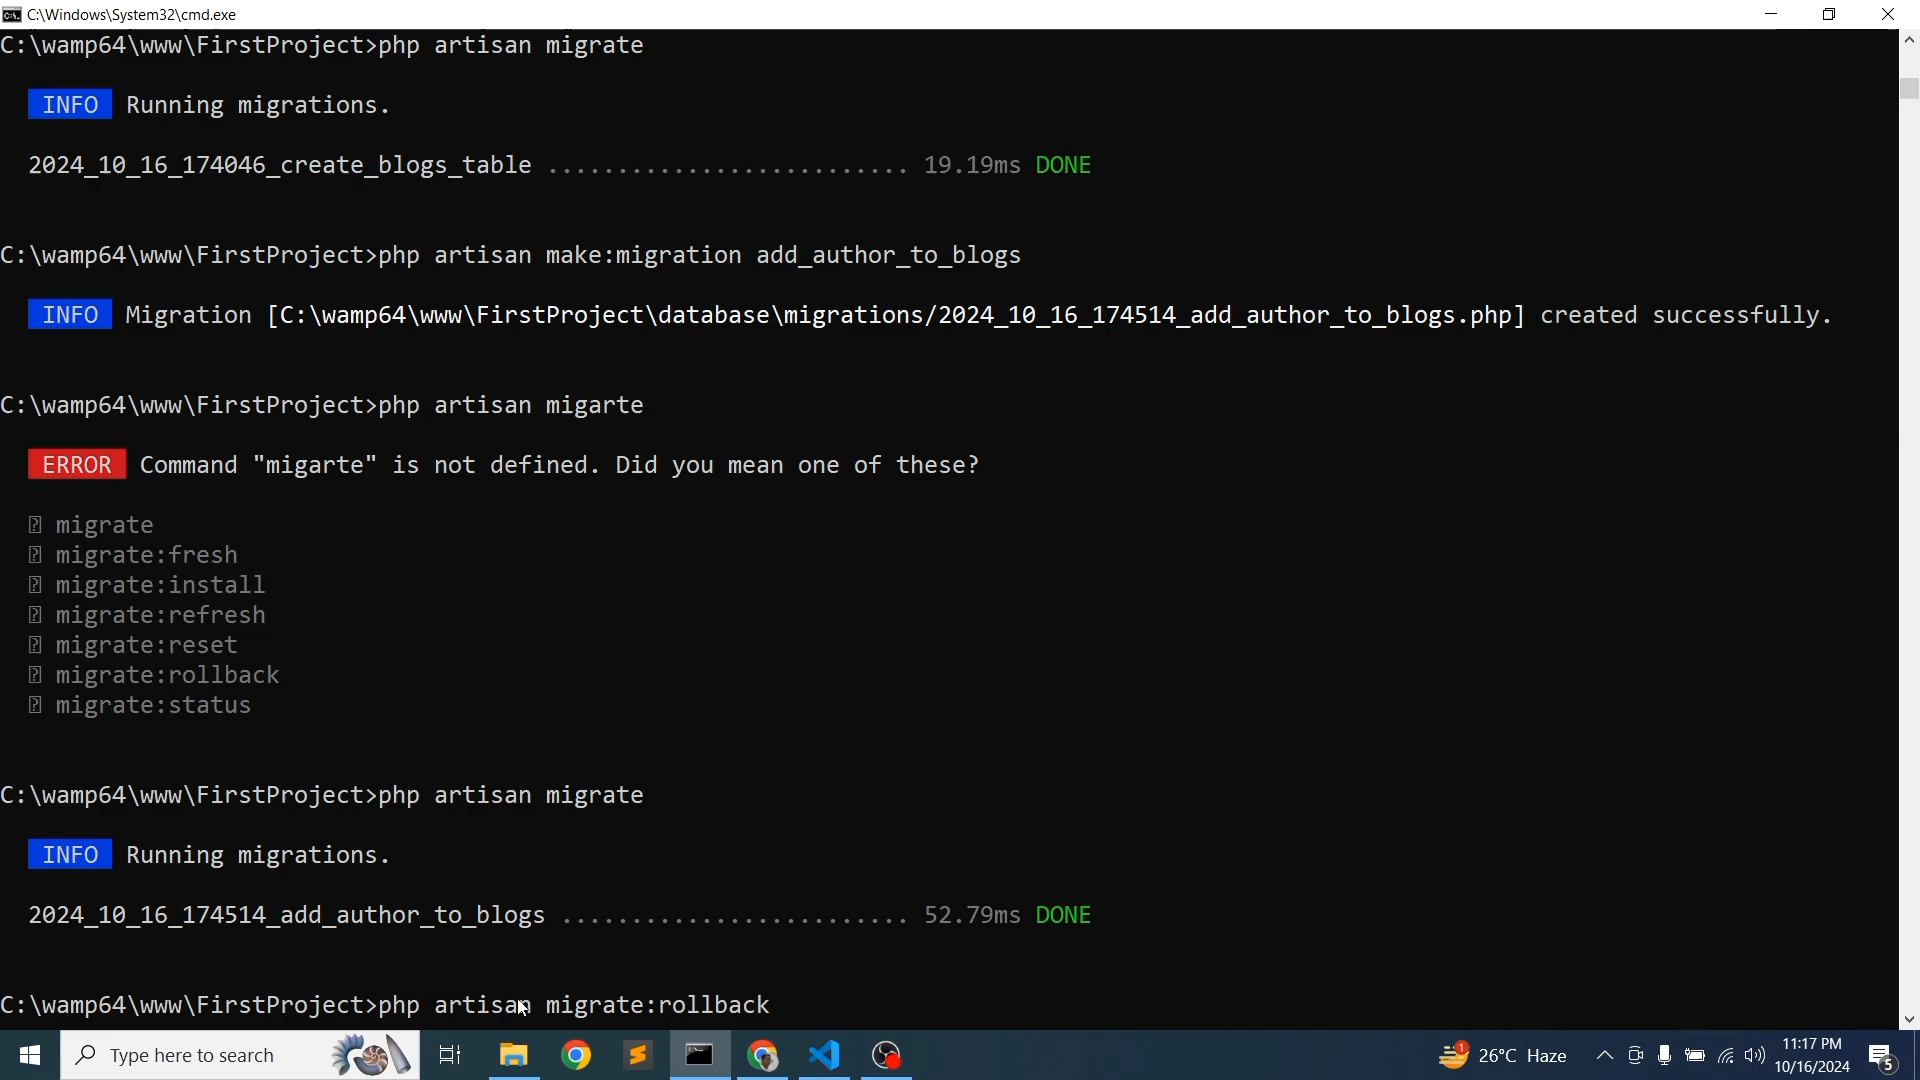 C:\Windows\System32\cmd.exe
C:\wamp64\www\FirstProject>php artisan migrate
INFO Running migrations.
2024_10_16_174046_create_blogs_table .......................... 19.19ms DONE
C:\wamp64\www\FirstProject>php artisan make:migration add_author_to_blogs
INFO Migration [C:\wamp64\www\FirstProject\database\migrations/2024_10_16_174514_add_author_to_blogs.php] created successfully.
C:\wamp64\www\FirstProject>php artisan migarte
ERROR Command "migarte" is not defined. Did you mean one of these?
⍰ migrate
⍰ migrate:fresh
⍰ migrate:install
⍰ migrate:refresh
⍰ migrate:reset
⍰ migrate:rollback
⍰ migrate:status
C:\wamp64\www\FirstProject>php artisan migrate
INFO Running migrations.
2024_10_16_174514_add_author_to_blogs ......................... 52.79ms DONE
C:\wamp64\www\FirstProject>php artisan migrate:rollback
Type here to search
1
26°C Haze
11:17 PM
10/16/2024
5